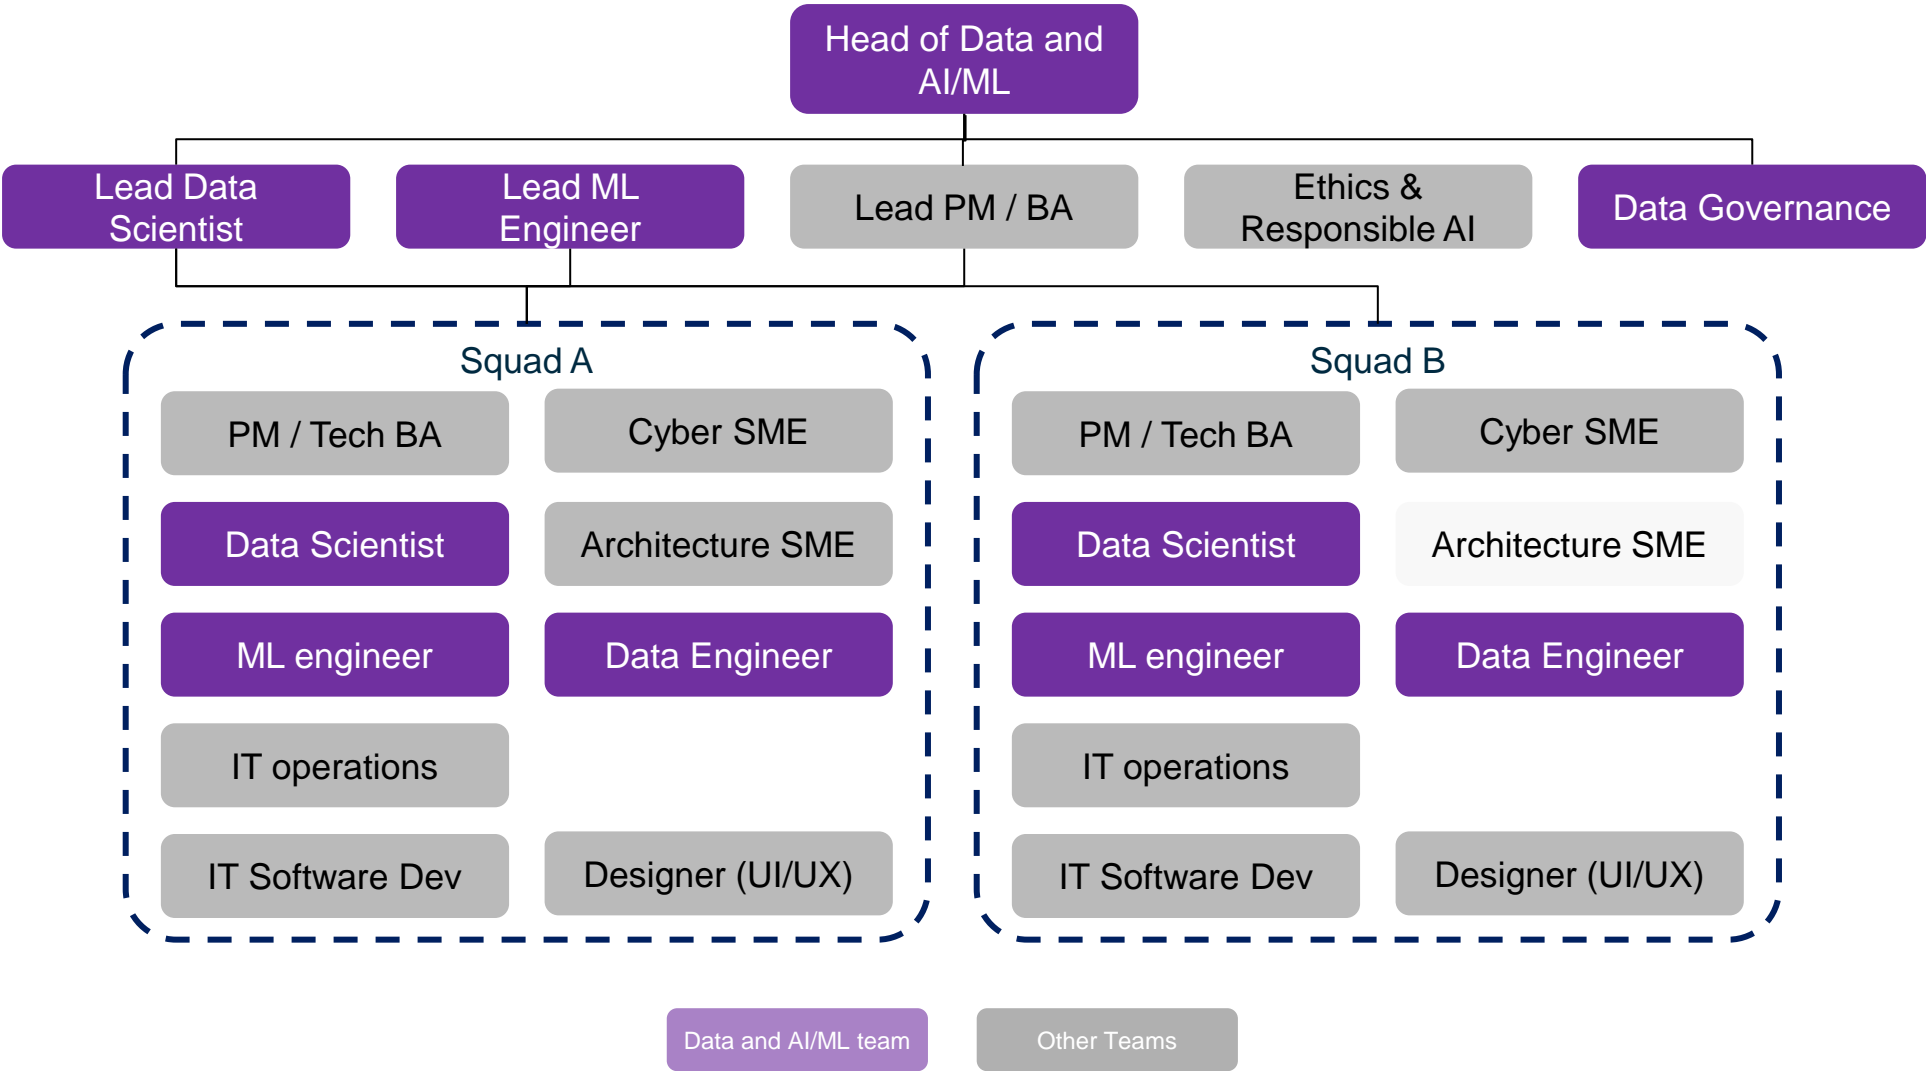 Head of Data and
AI/ML
Lead Data
Scientist
Lead ML
Engineer
Lead PM / BA
Ethics &
Responsible AI
Data Governance
Squad A
PM / Tech BA
Cyber SME
Data Scientist
Architecture SME
ML engineer
Data Engineer
IT operations
IT Software Dev
Designer (UI/UX)
Squad B
PM / Tech BA
Cyber SME
Data Scientist
Architecture SME
ML engineer
Data Engineer
IT operations
IT Software Dev
Designer (UI/UX)
Data and AI/ML team
Other Teams